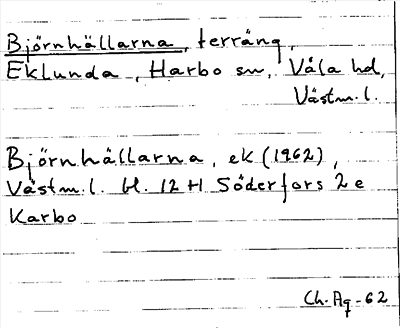 Björnhällarna, terräng,
Eklunda, Harbo sn, Våla hd,
Västm.l.
Björnhällarna, ek (1962),
Västm.l. bl. 12 H Söderfors 2 e
Karbo
Ch. Ag -62